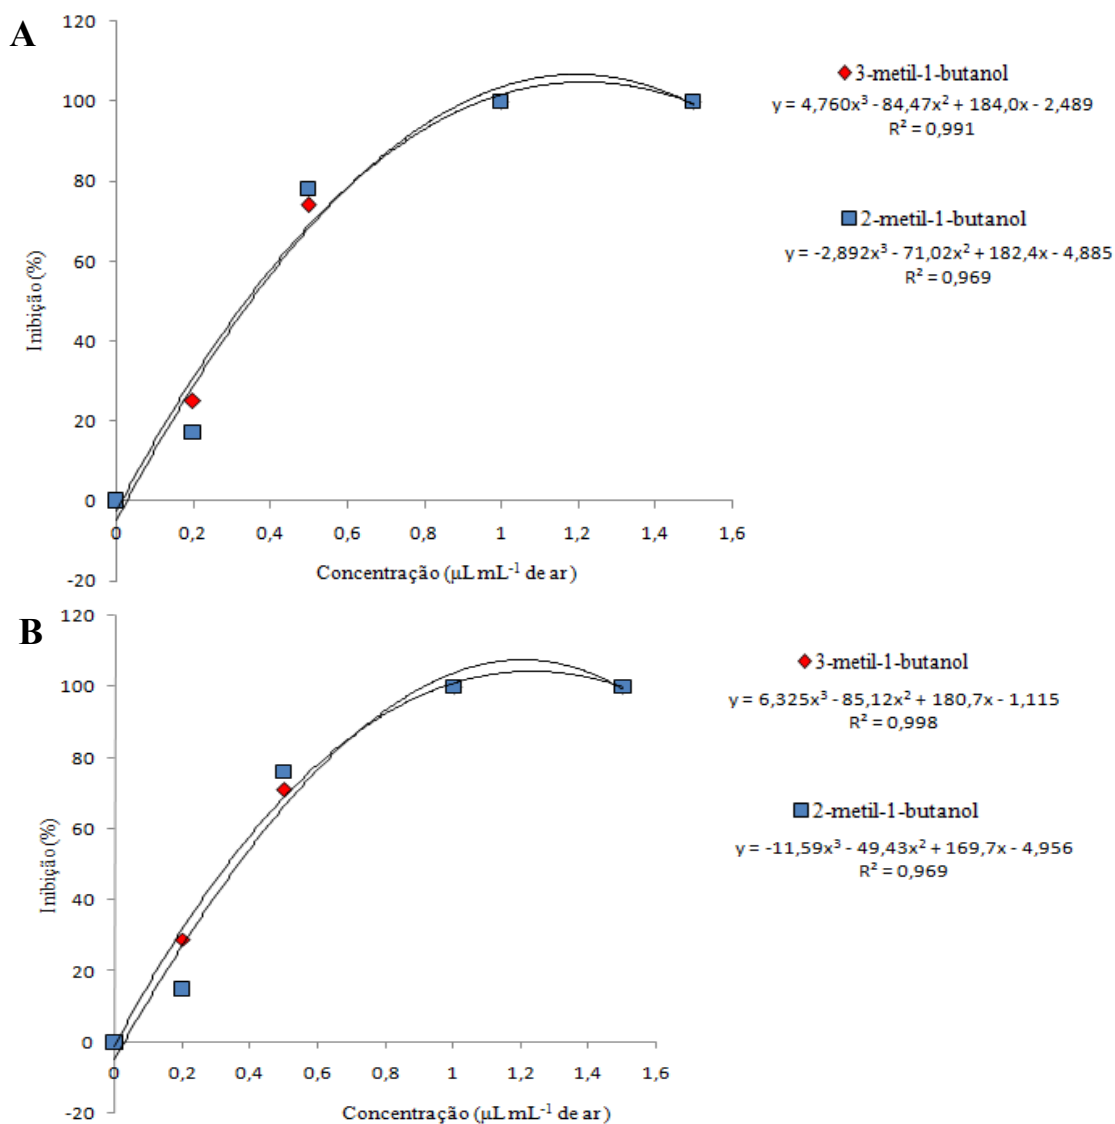 A
120
100
80
60
40
20
0
-20
Inibição (%)
0 0,2 0,4 0,6 0,8 1 1,2 1,4 1,6
Concentração (µL mL⁻¹ de ar)
3-metil-1-butanol
y = 4,760x³ - 84,47x² + 184,0x - 2,489
R² = 0,991
2-metil-1-butanol
y = -2,892x³ - 71,02x² + 182,4x - 4,885
R² = 0,969
B
120
100
80
60
40
20
0
-20
Inibição (%)
0 0,2 0,4 0,6 0,8 1 1,2 1,4 1,6
Concentração (µL mL⁻¹ de ar)
3-metil-1-butanol
y = 6,325x³ - 85,12x² + 180,7x - 1,115
R² = 0,998
2-metil-1-butanol
y = -11,59x³ - 49,43x² + 169,7x - 4,956
R² = 0,969